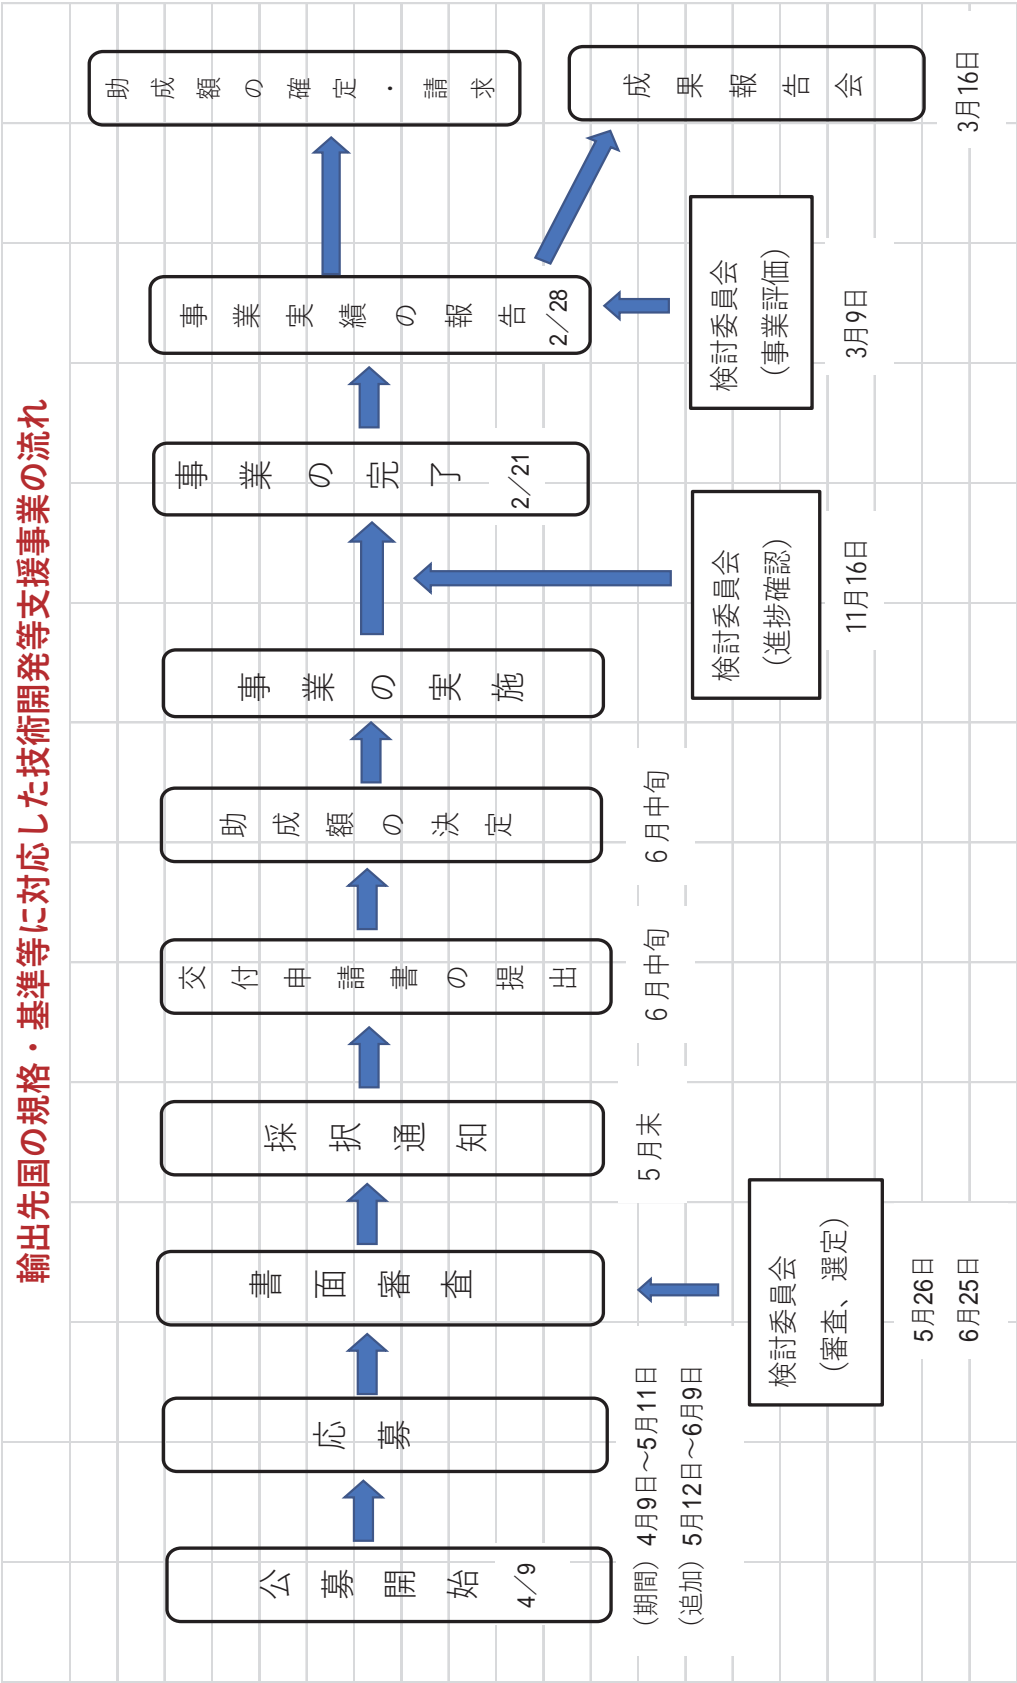 輸出先国の規格・基準等に対応した技術開発等支援事業の流れ
公募開始 4/9
(期間) 4月9日～5月11日
(追加) 5月12日～6月9日
応募
書面審査
検討委員会
(審査、選定)
5月26日
6月25日
採択通知
5月末
交付申請書の提出
6月中旬
助成額の決定
6月中旬
事業の実施
検討委員会
(進捗確認)
11月16日
事業の完了 2/21
事業実績の報告 2/28
検討委員会
(事業評価)
3月9日
助成額の確定・請求
成果報告会
3月16日